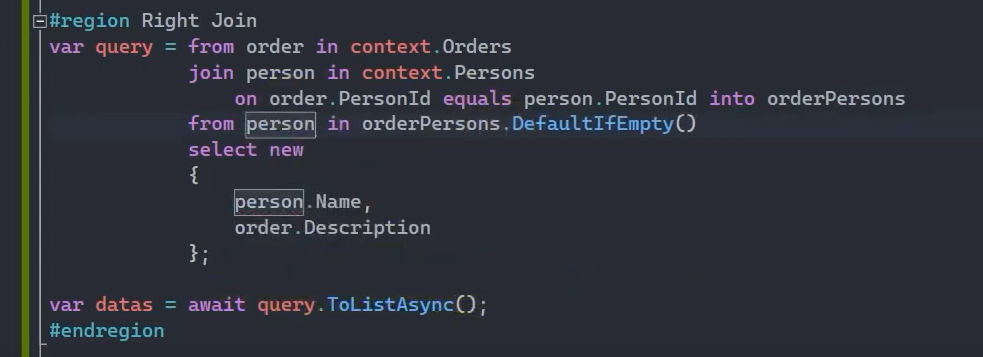 #region Right Join
var query = from order in context.Orders
            join person in context.Persons
                on order.PersonId equals person.PersonId into orderPersons
            from person in orderPersons.DefaultIfEmpty()
            select new
            {
                person.Name,
                order.Description
            };
var datas = await query.ToListAsync();
#endregion